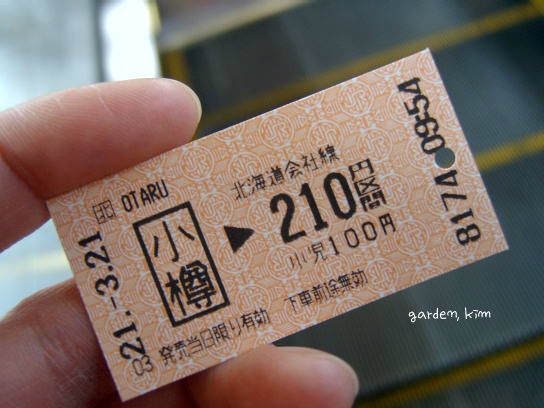 OTARU
北海道会社線
小樽
▶210円区間
小児100円
発売当日限り有効 下車前途無効
21.-3.21
03
8174 09:54
garden, kim